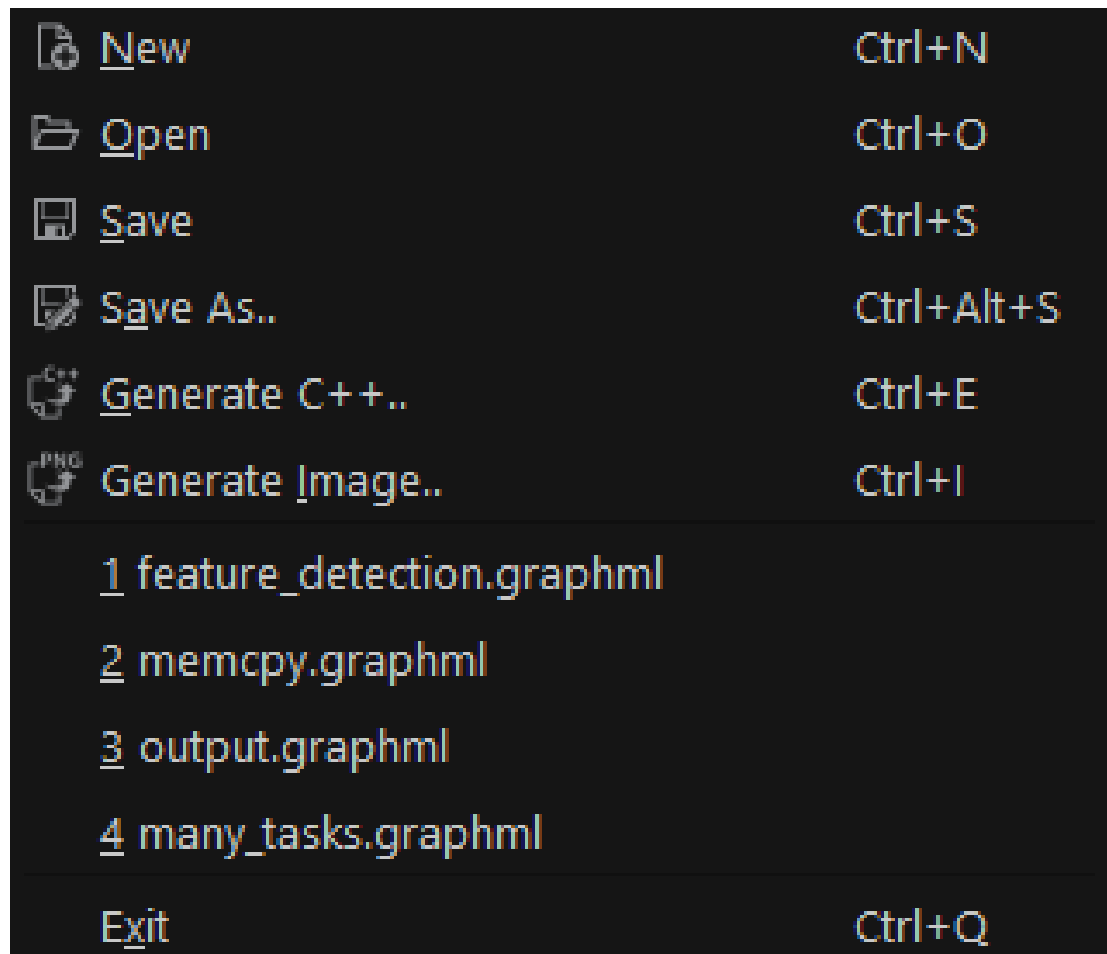 New Ctrl+N
Open Ctrl+O
Save Ctrl+S
Save As.. Ctrl+Alt+S
C++
Generate C++.. Ctrl+E
PNG
Generate Image.. Ctrl+I
1 feature_detection.graphml
2 memcpy.graphml
3 output.graphml
4 many_tasks.graphml
Exit Ctrl+Q